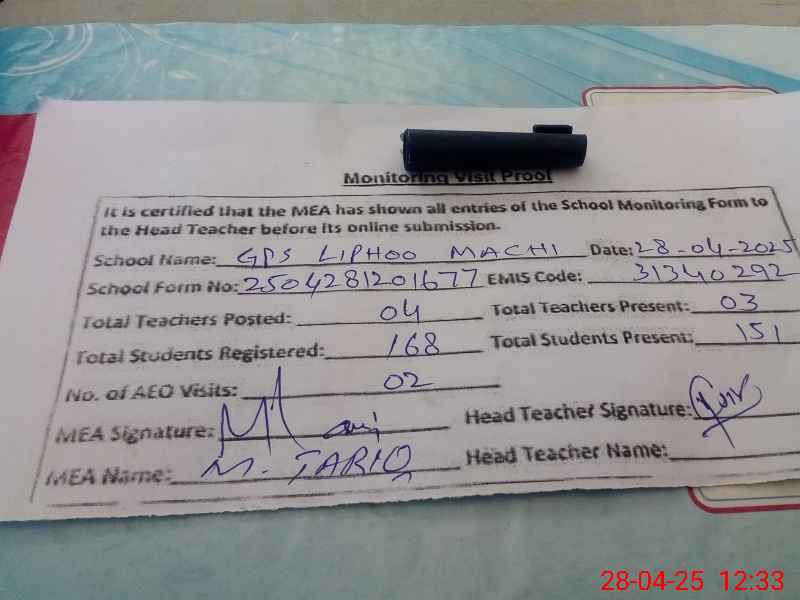 Monitoring Visit Proof
It is certified that the MEA has shown all entries of the School Monitoring Form to
the Head Teacher before its online submission.
School Name: GPS LIPHOO MACHI Date: 28-04-2025
School Form No: 2504281201677 EMIS Code: 31340292
Total Teachers Posted: 04 Total Teachers Present: 03
Total Students Registered: 168 Total Students Present: 151
No. of AEO Visits: 02
MEA Signature: Head Teacher Signature:
MEA Name: M. TARIQ Head Teacher Name:
28-04-25 12:33